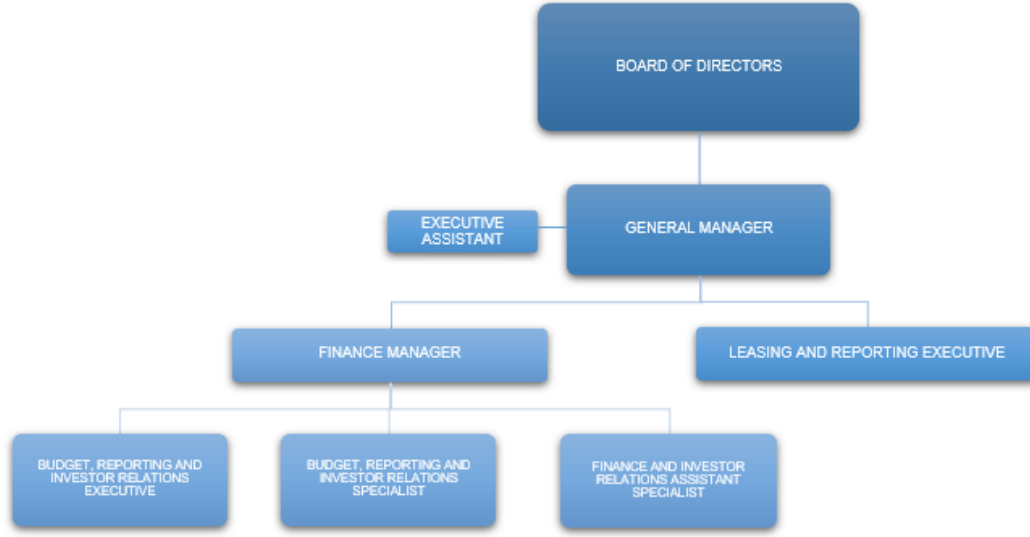 BOARD OF DIRECTORS
EXECUTIVE
ASSISTANT
GENERAL MANAGER
FINANCE MANAGER
LEASING AND REPORTING EXECUTIVE
BUDGET, REPORTING AND
INVESTOR RELATIONS
EXECUTIVE
BUDGET, REPORTING AND
INVESTOR RELATIONS
SPECIALIST
FINANCE AND INVESTOR
RELATIONS ASSISTANT
SPECIALIST